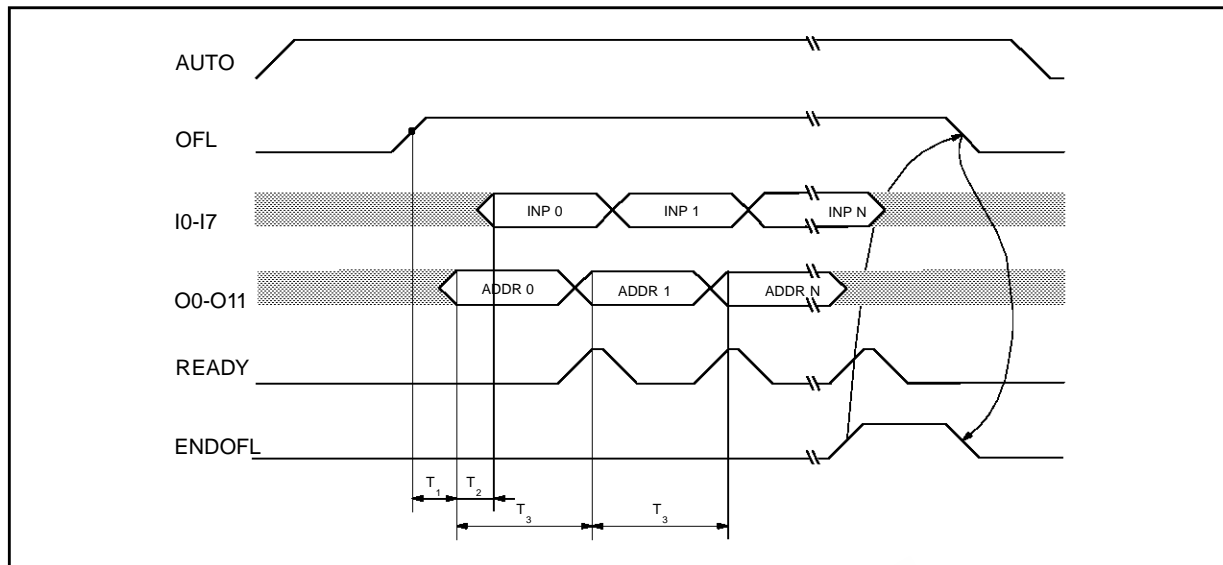 AUTO
OFL
I0-I7
INP 0 INP 1 INP N
O0-O11
ADDR 0 ADDR 1 ADDR N
READY
ENDOFL
T1 T2
T3 T3